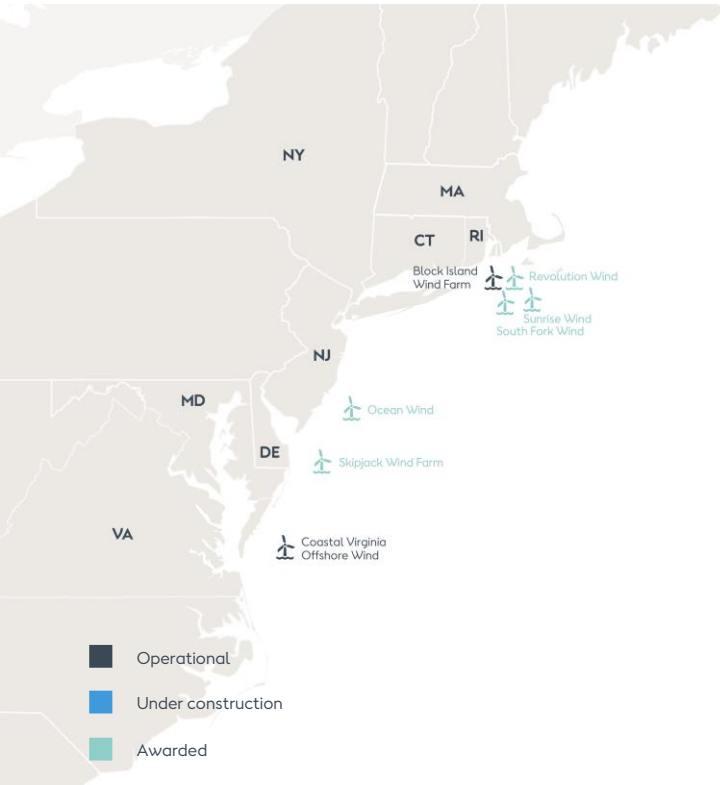 NY
MA
CT
RI
Block Island
Wind Farm
Revolution Wind
Sunrise Wind
South Fork Wind
NJ
MD
Ocean Wind
DE
Skipjack Wind Farm
VA
Coastal Virginia
Offshore Wind
Operational
Under construction
Awarded